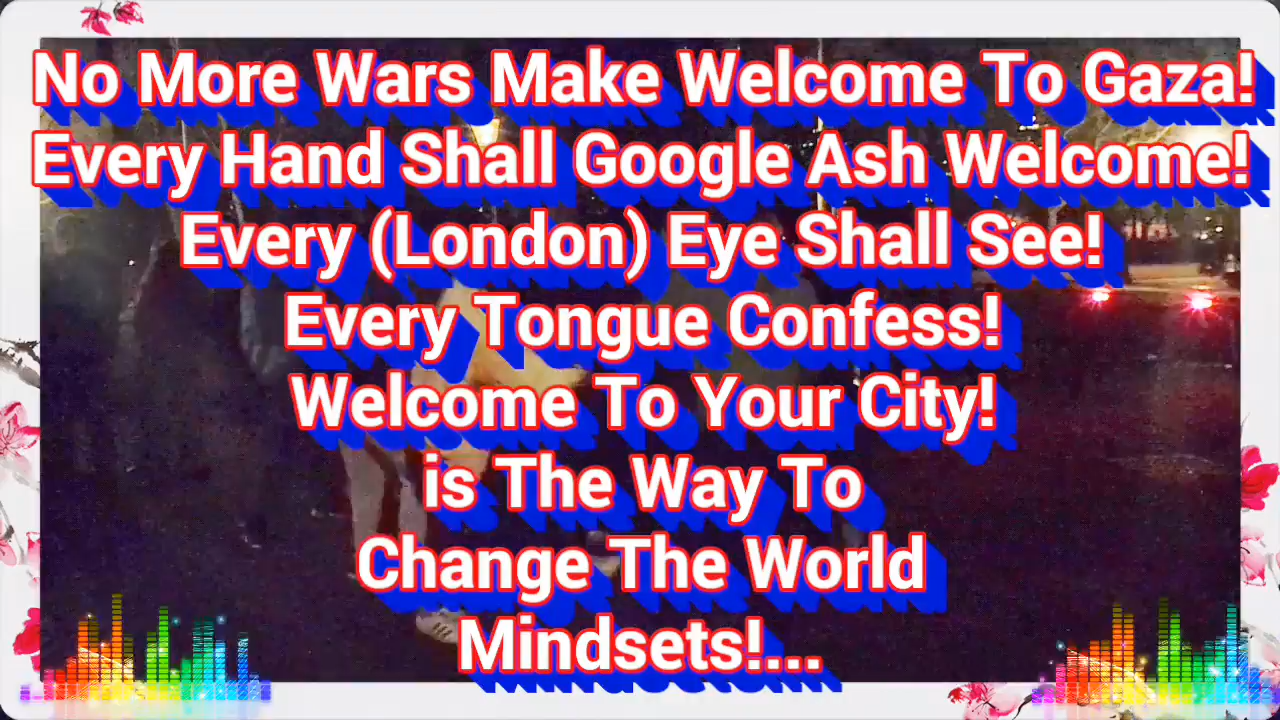 No More Wars Make Welcome To Gaza!
Every Hand Shall Google Ash Welcome!
Every (London) Eye Shall See!
Every Tongue Confess!
Welcome To Your City!
is The Way To
Change The World
Mindsets!...